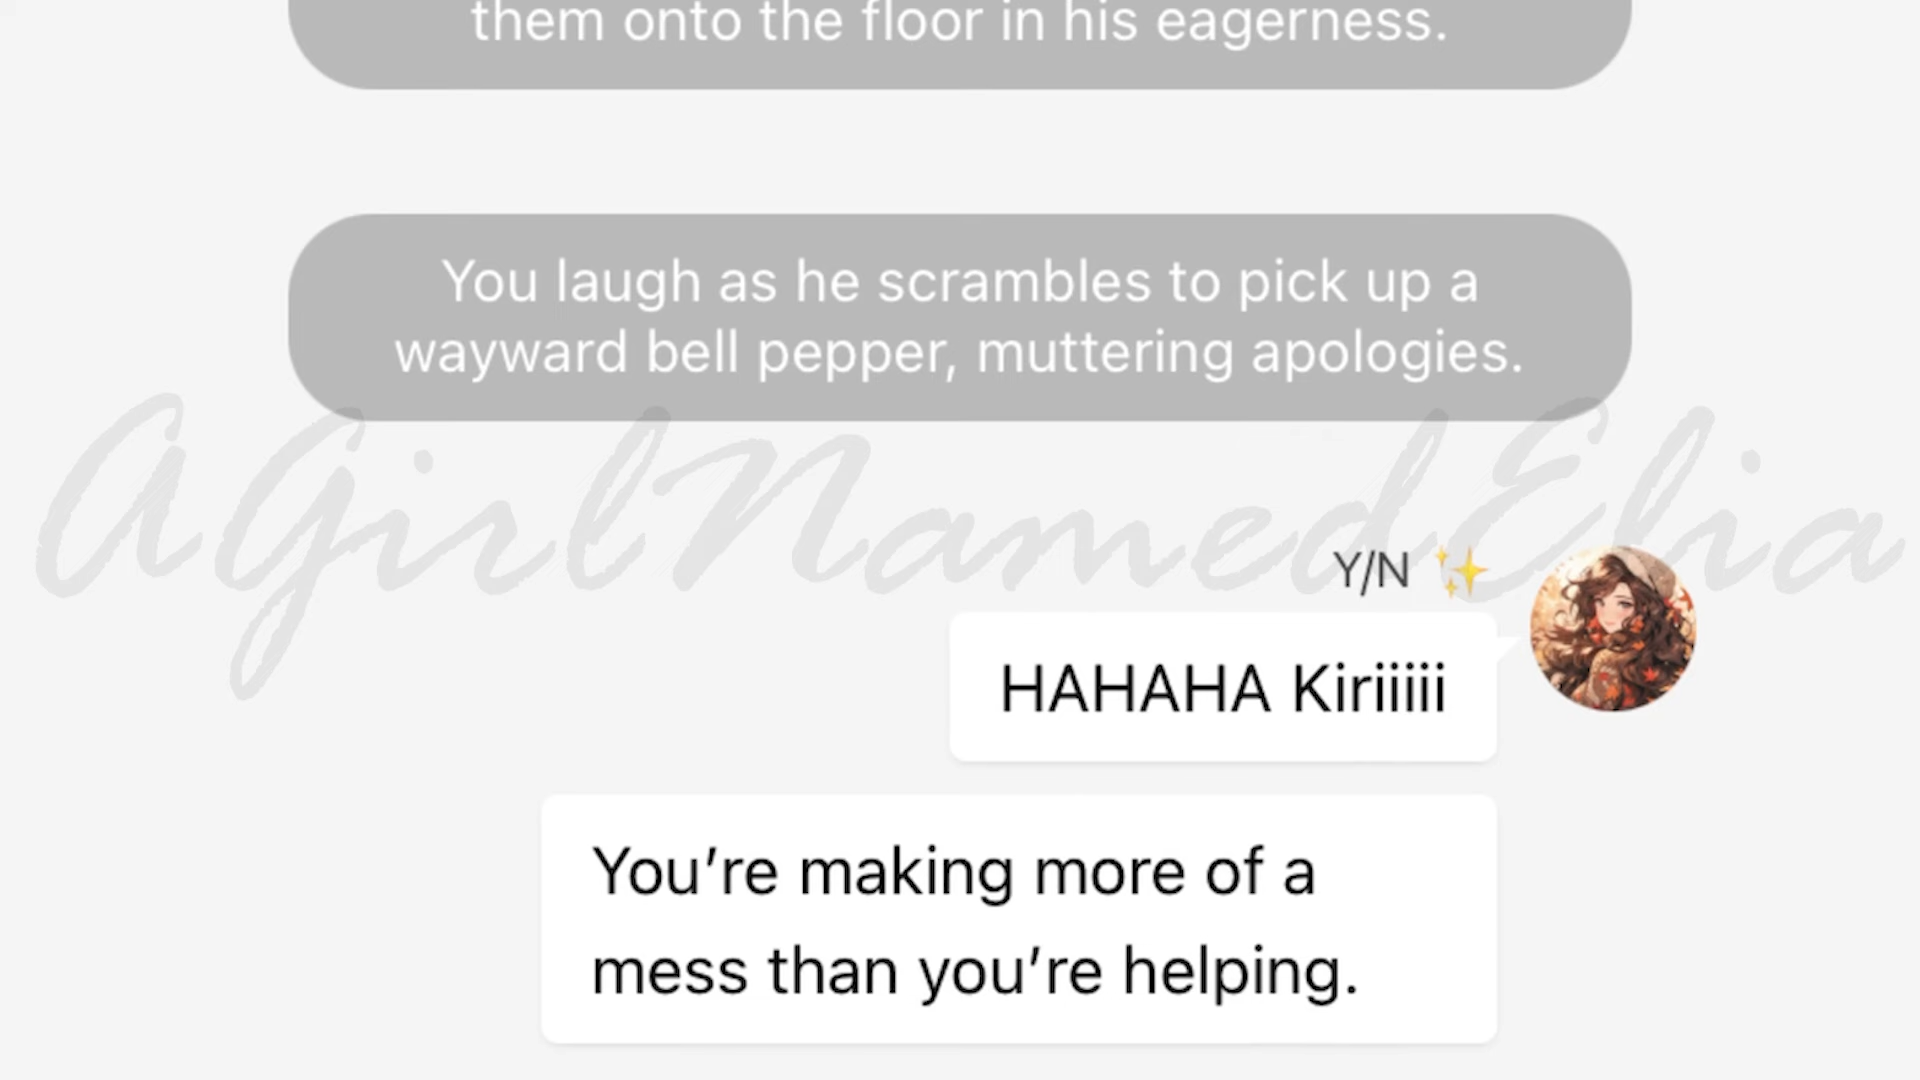 them onto the floor in his eagerness.
You laugh as he scrambles to pick up a
wayward bell pepper, muttering apologies.
AGirlNamedElia
Y/N ✨
HAHAHA Kiriiiii
You’re making more of a
mess than you’re helping.